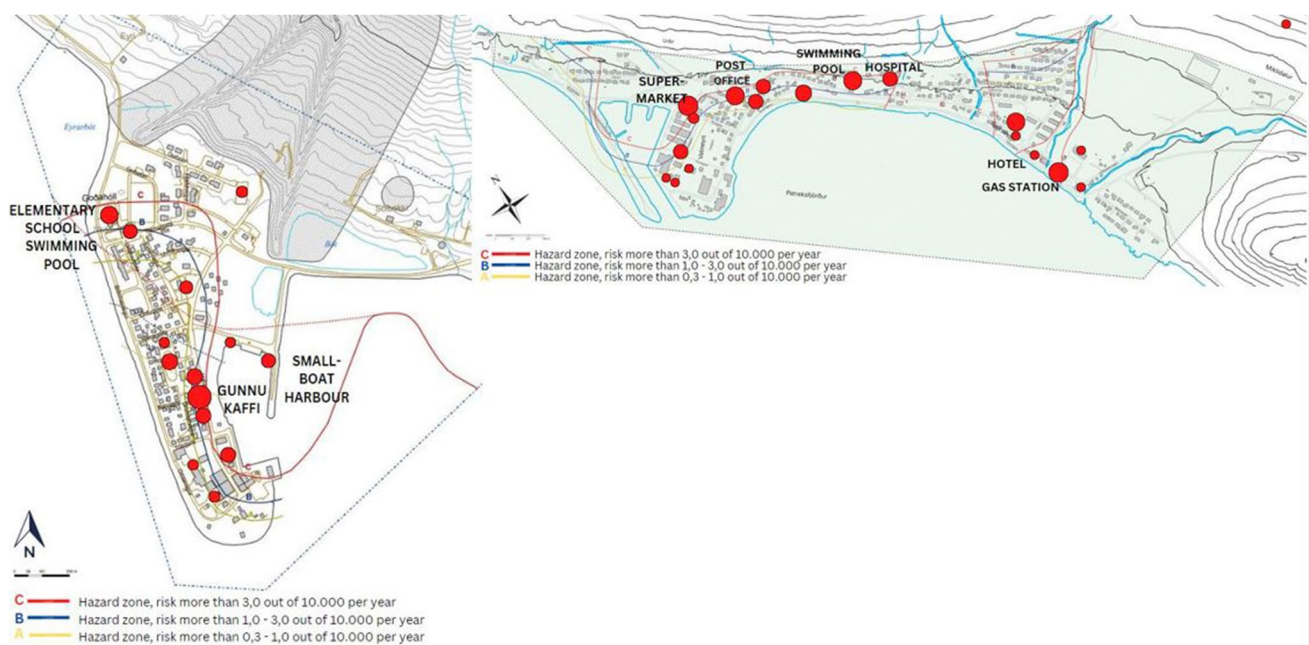 Eyrarbót
Goðahóll
C
B
ELEMENTARY
SCHOOL
SWIMMING
POOL
SMALL-
BOAT
HARBOUR
GUNNU
KAFFI
C
B
A
N
C Hazard zone, risk more than 3,0 out of 10.000 per year
B Hazard zone, risk more than 1,0 - 3,0 out of 10.000 per year
A Hazard zone, risk more than 0,3 - 1,0 out of 10.000 per year
SUPER-
MARKET
POST
OFFICE
SWIMMING
POOL
HOSPITAL
Mikladalur
Patreksfjörður
HOTEL
GAS STATION
N
C Hazard zone, risk more than 3,0 out of 10.000 per year
B Hazard zone, risk more than 1,0 - 3,0 out of 10.000 per year
A Hazard zone, risk more than 0,3 - 1,0 out of 10.000 per year